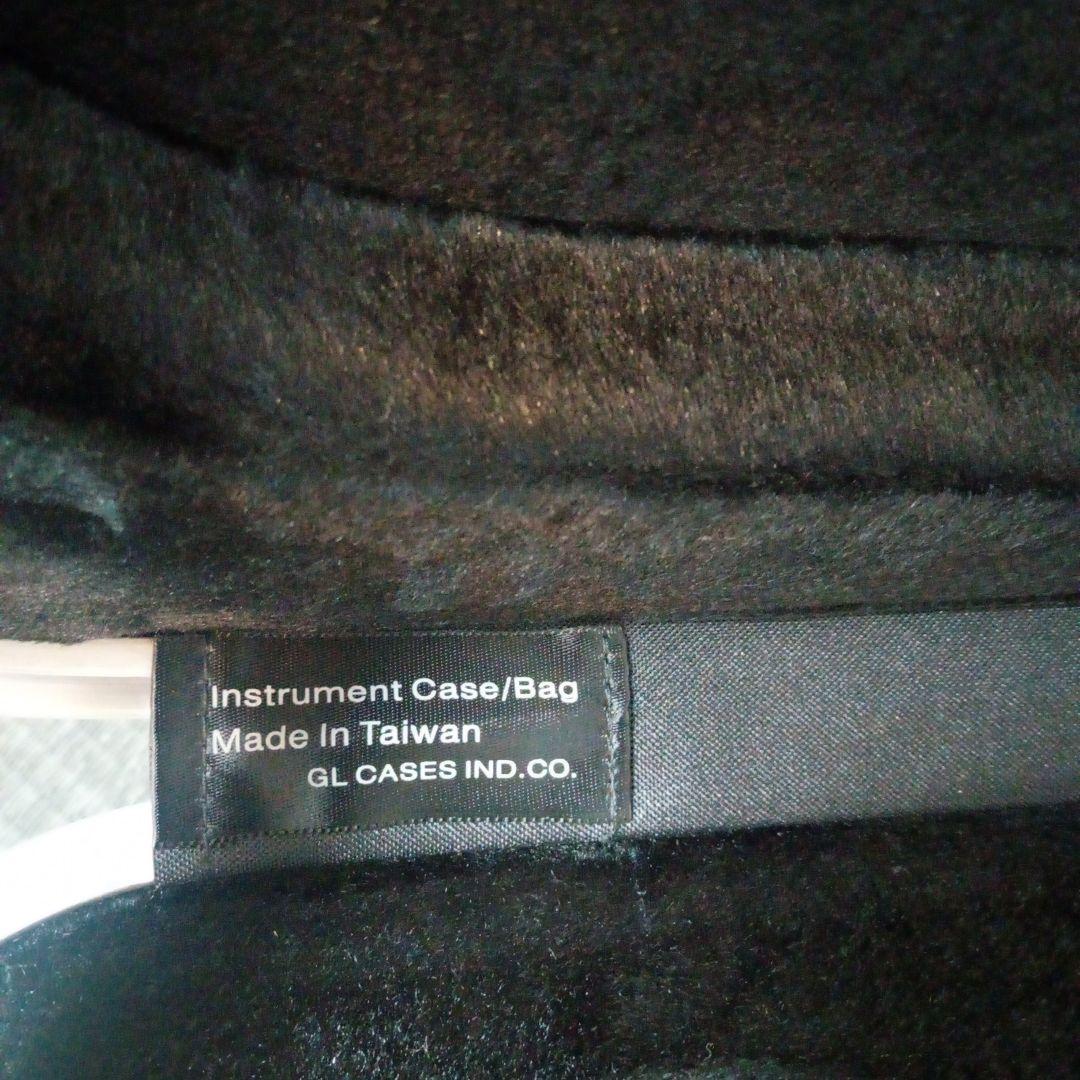 Instrument Case/Bag
Made In Taiwan
GL CASES IND.CO.